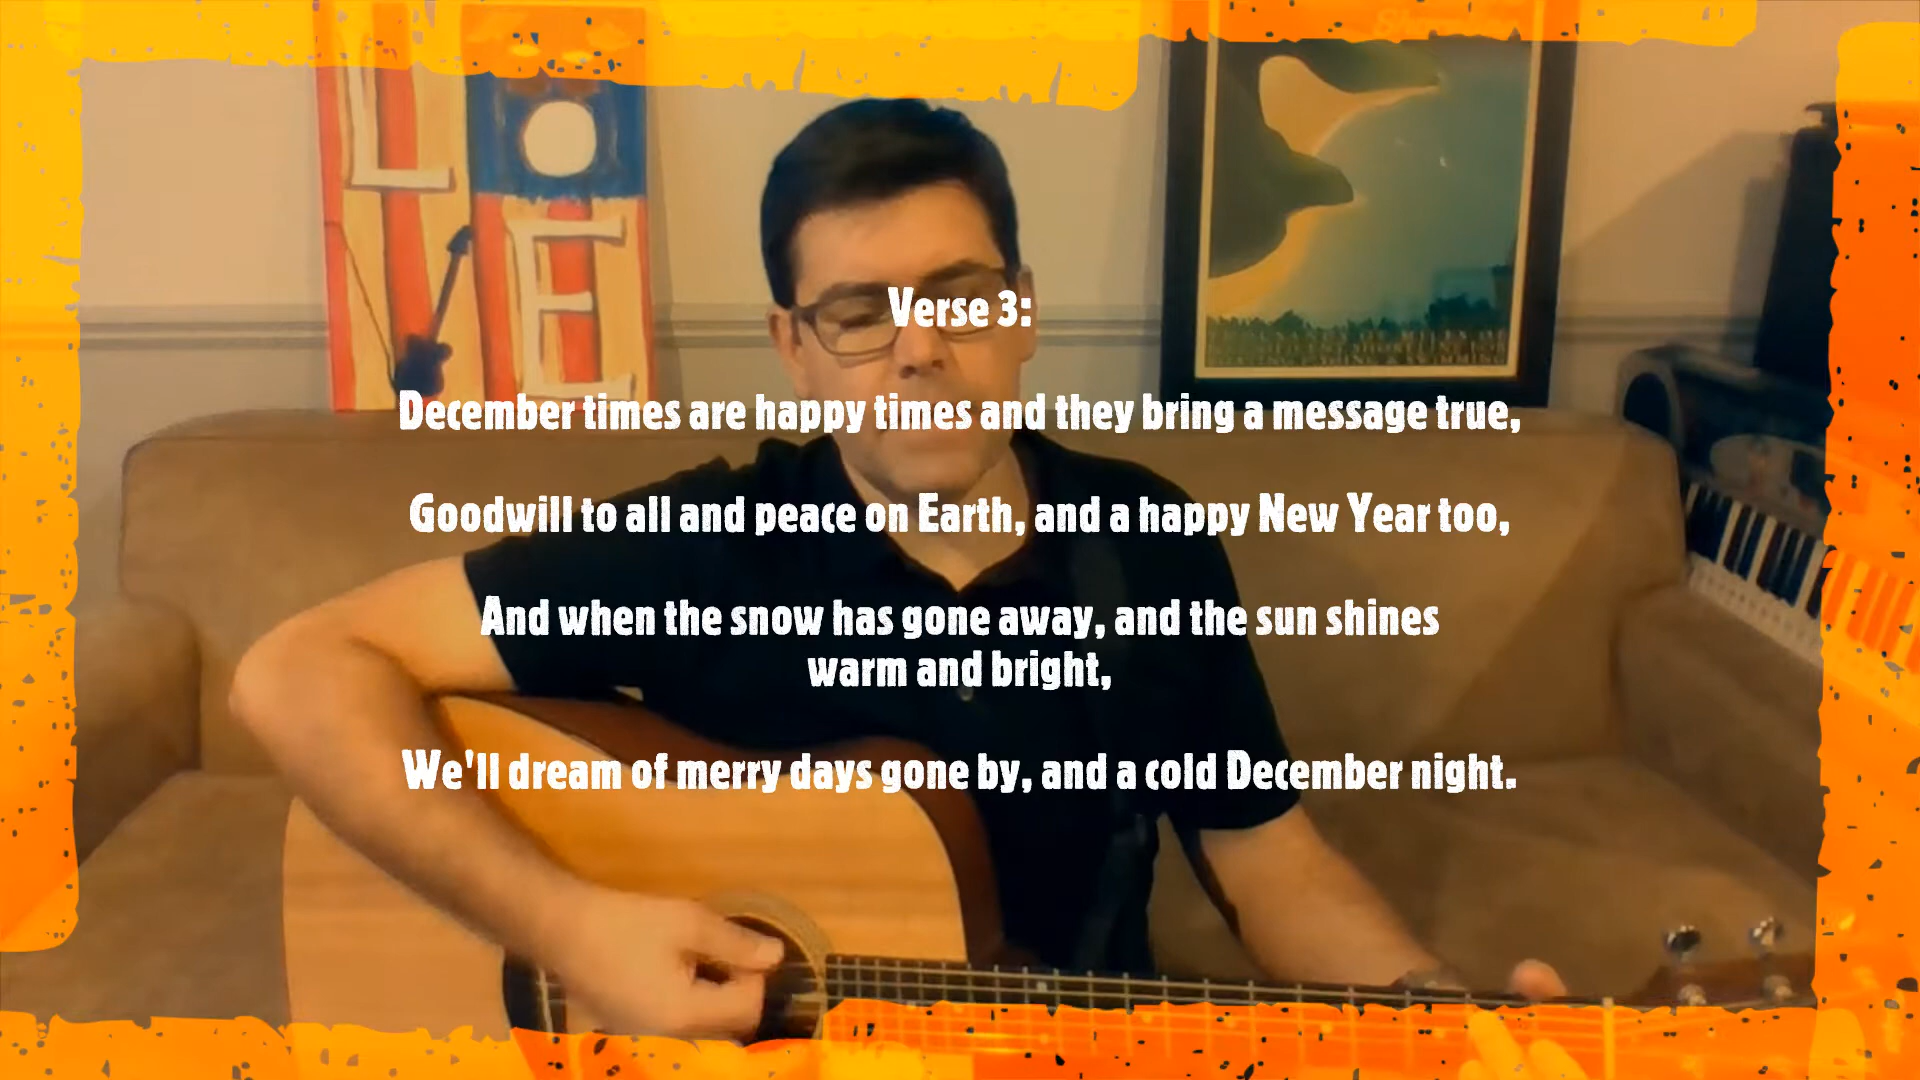 LO
VE
Verse 3:
December times are happy times and they bring a message true,
Goodwill to all and peace on Earth, and a happy New Year too,
And when the snow has gone away, and the sun shines
warm and bright,
We'll dream of merry days gone by, and a cold December night.